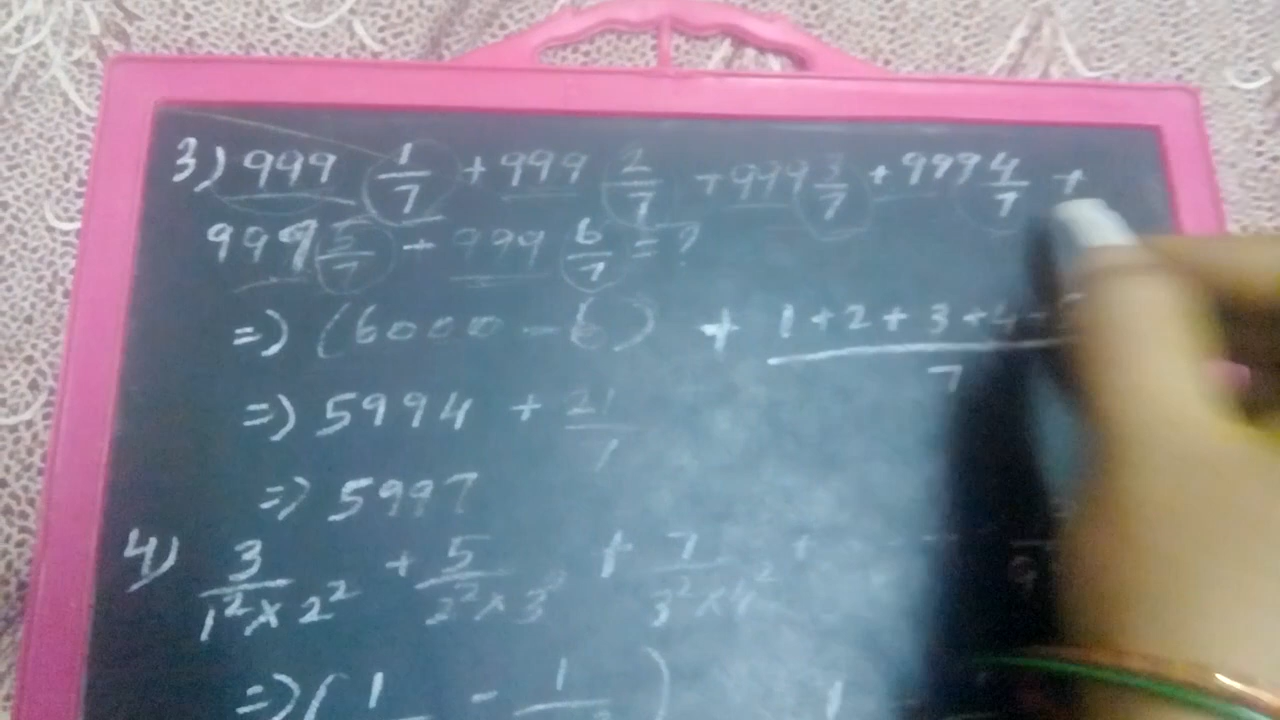 3) 999 1/7 + 999 2/7 + 999 3/7 + 999 4/7 +
999 5/7 + 999 6/7 = ?
=) (6000 - 6) + 1+2+3+4 / 7
=) 5994 + 21/7
=) 5997
4) 3/1²×2² + 5/2²×3² + 7/3²×4² +
=) (1 - 1) 1